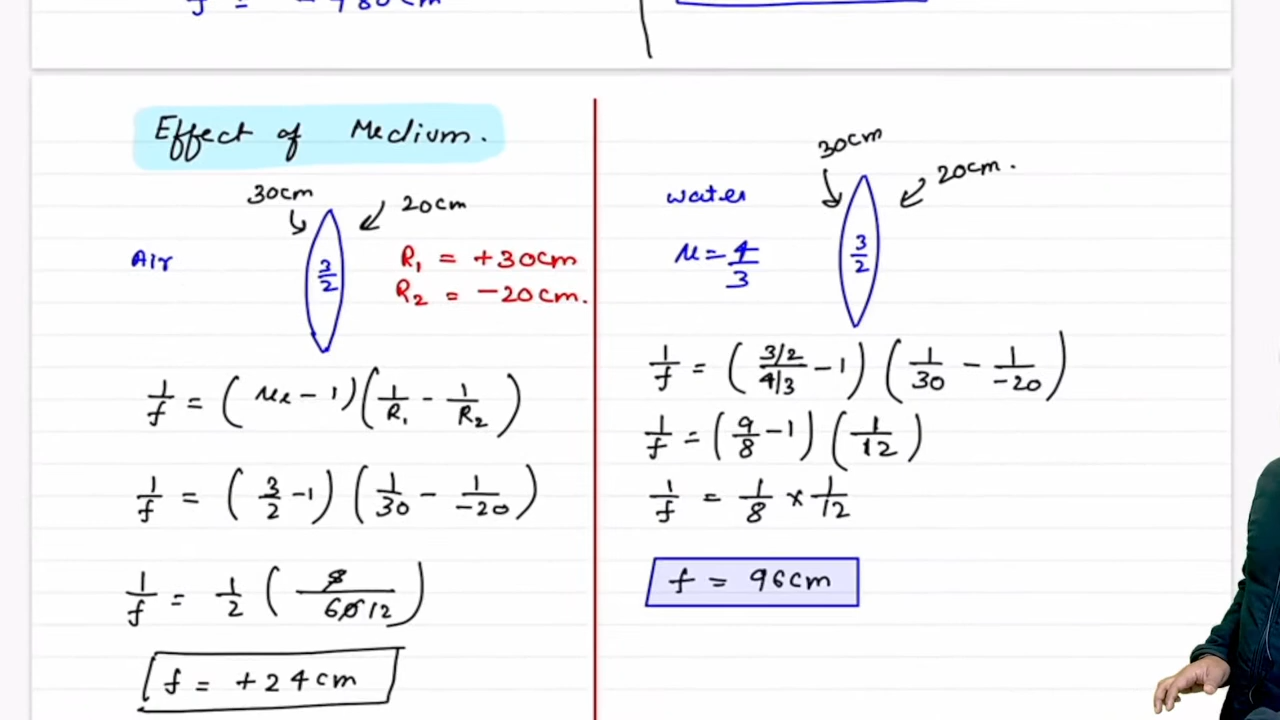 Effect of Medium.
30cm
20cm
Air
3/2
R₁ = +30cm
R₂ = -20cm.
1/f = (μr - 1)(1/R₁ - 1/R₂)
1/f = (3/2 - 1)(1/30 - 1/-20)
1/f = 1/2 (5/60 12)
f = +24cm
30cm
20cm.
water
μ = 4/3
3/2
1/f = ((3/2)/(4/3) - 1)(1/30 - 1/-20)
1/f = (9/8 - 1)(1/12)
1/f = 1/8 × 1/12
f = 96cm